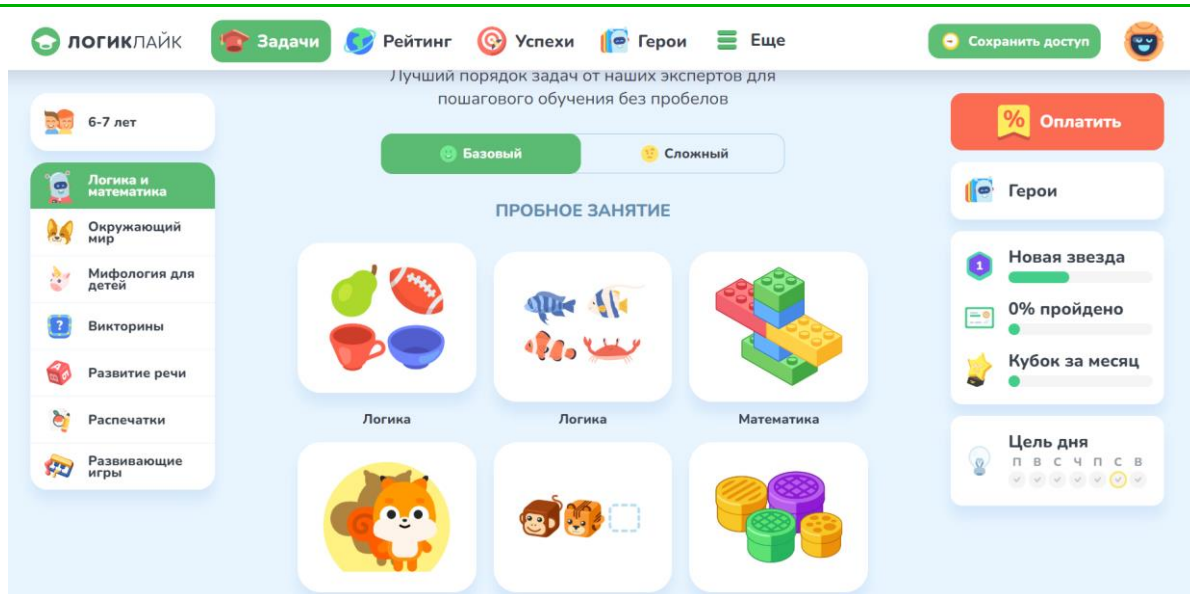 ЛОГИКЛАЙК
Задачи
Рейтинг
Успехи
Герои
Еще
Сохранить доступ
Лучший порядок задач от наших экспертов для
пошагового обучения без пробелов
6-7 лет
Логика и
математика
Окружающий
мир
Мифология для
детей
Викторины
Развитие речи
Распечатки
Развивающие
игры
Базовый
Сложный
ПРОБНОЕ ЗАНЯТИЕ
Логика
Логика
Математика
% Оплатить
Герои
1
Новая звезда
0% пройдено
Кубок за месяц
Цель дня
П В С Ч П С В